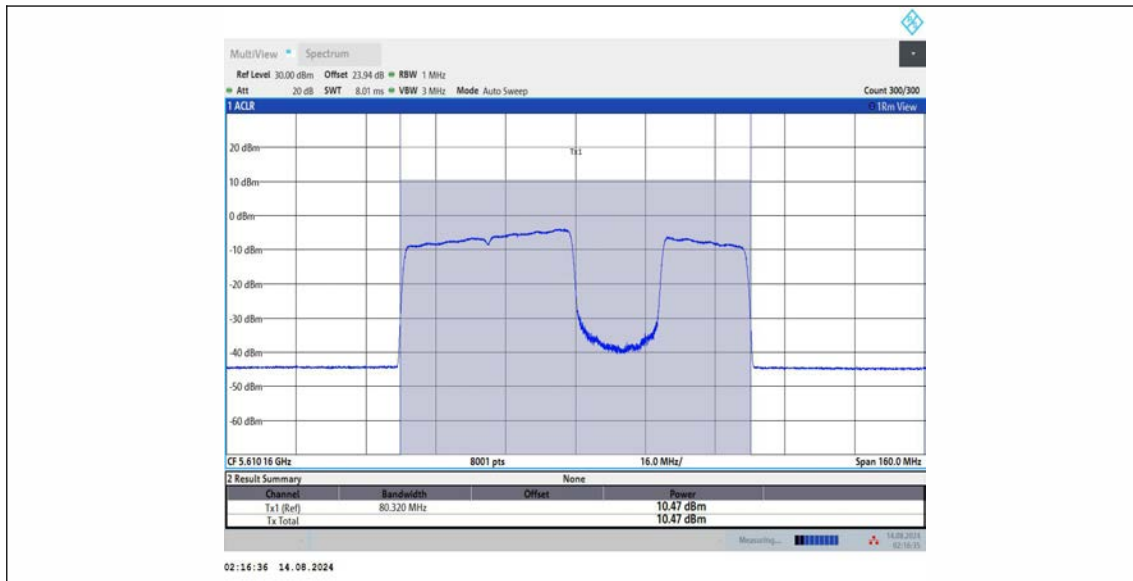 MultiView Spectrum
Ref Level 30.00 dBm Offset 23.94 dB RBW 1 MHz
Att 20 dB SWT 8.01 ms VBW 3 MHz Mode Auto Sweep Count 300/300
1 ACLR 1Rm View
Tx1
20 dBm
10 dBm
0 dBm
-10 dBm
-20 dBm
-30 dBm
-40 dBm
-50 dBm
-60 dBm
CF 5.610 16 GHz 8001 pts 16.0 MHz/ Span 160.0 MHz
2 Result Summary None
Channel Bandwidth Offset Power
Tx1 (Ref) 80.320 MHz 10.47 dBm
Tx Total 10.47 dBm
Measuring... 14.08.2024
02:16:35
02:16:36 14.08.2024